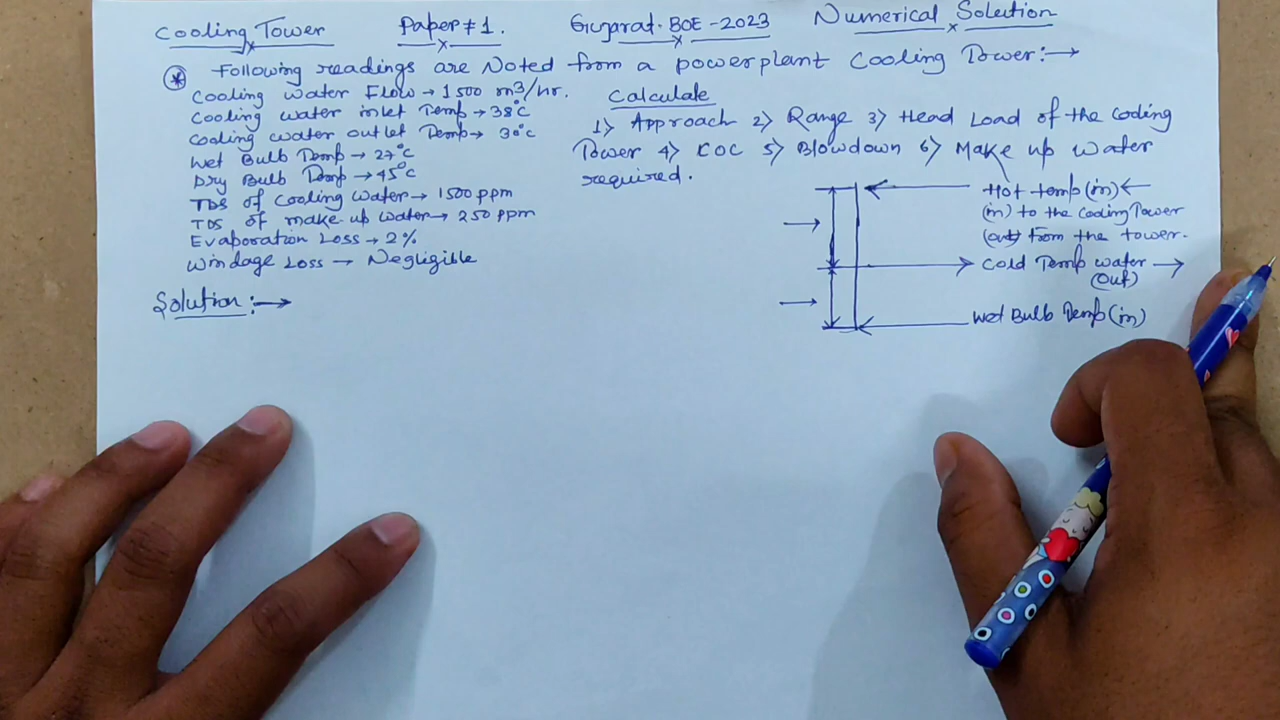 Cooling Tower Paper #1. Gujarat BOE - 2023 Numerical Solution
Following readings are Noted from a powerplant Cooling Tower:→
Cooling water Flow → 1500 m3/hr.
Cooling water inlet Temp → 38°C
Cooling water outlet Temp → 30°C
Wet Bulb Temp → 27°C
Dry Bulb Temp → 45°C
TDS of Cooling Water → 1500 ppm
TDS of make-up water → 250 ppm
Evaporation Loss → 2%
Windage Loss → Negligible
Calculate
1) Approach 2) Range 3) Head Load of the Cooling
Tower 4) COC 5) Blowdown 6) Make up water
required.
Hot temp (in) ←
(in) to the Cooling Tower
(out) from the tower.
Cold Temp water →
(Out)
Wet Bulb Temp (in)
Solution :→